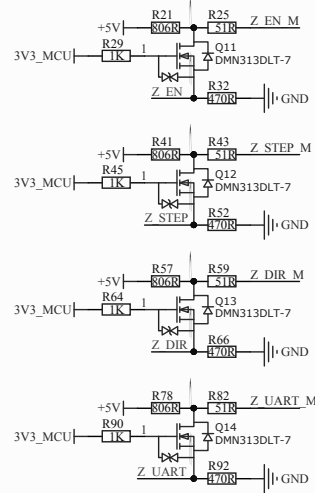 R21 R25 Z_EN_M
+5V 806R 51R
R29 Q11
3V3_MCU 1K 1 DMN313DLT-7
Z_EN R32
470R GND
R41 R43 Z_STEP_M
+5V 806R 51R
R45 Q12
3V3_MCU 1K 1 DMN313DLT-7
Z_STEP R52
470R GND
R57 R59 Z_DIR_M
+5V 806R 51R
R64 Q13
3V3_MCU 1K 1 DMN313DLT-7
Z_DIR R66
470R GND
R78 R82 Z_UART_M
+5V 806R 51R
R90 Q14
3V3_MCU 1K 1 DMN313DLT-7
Z_UART R92
470R GND